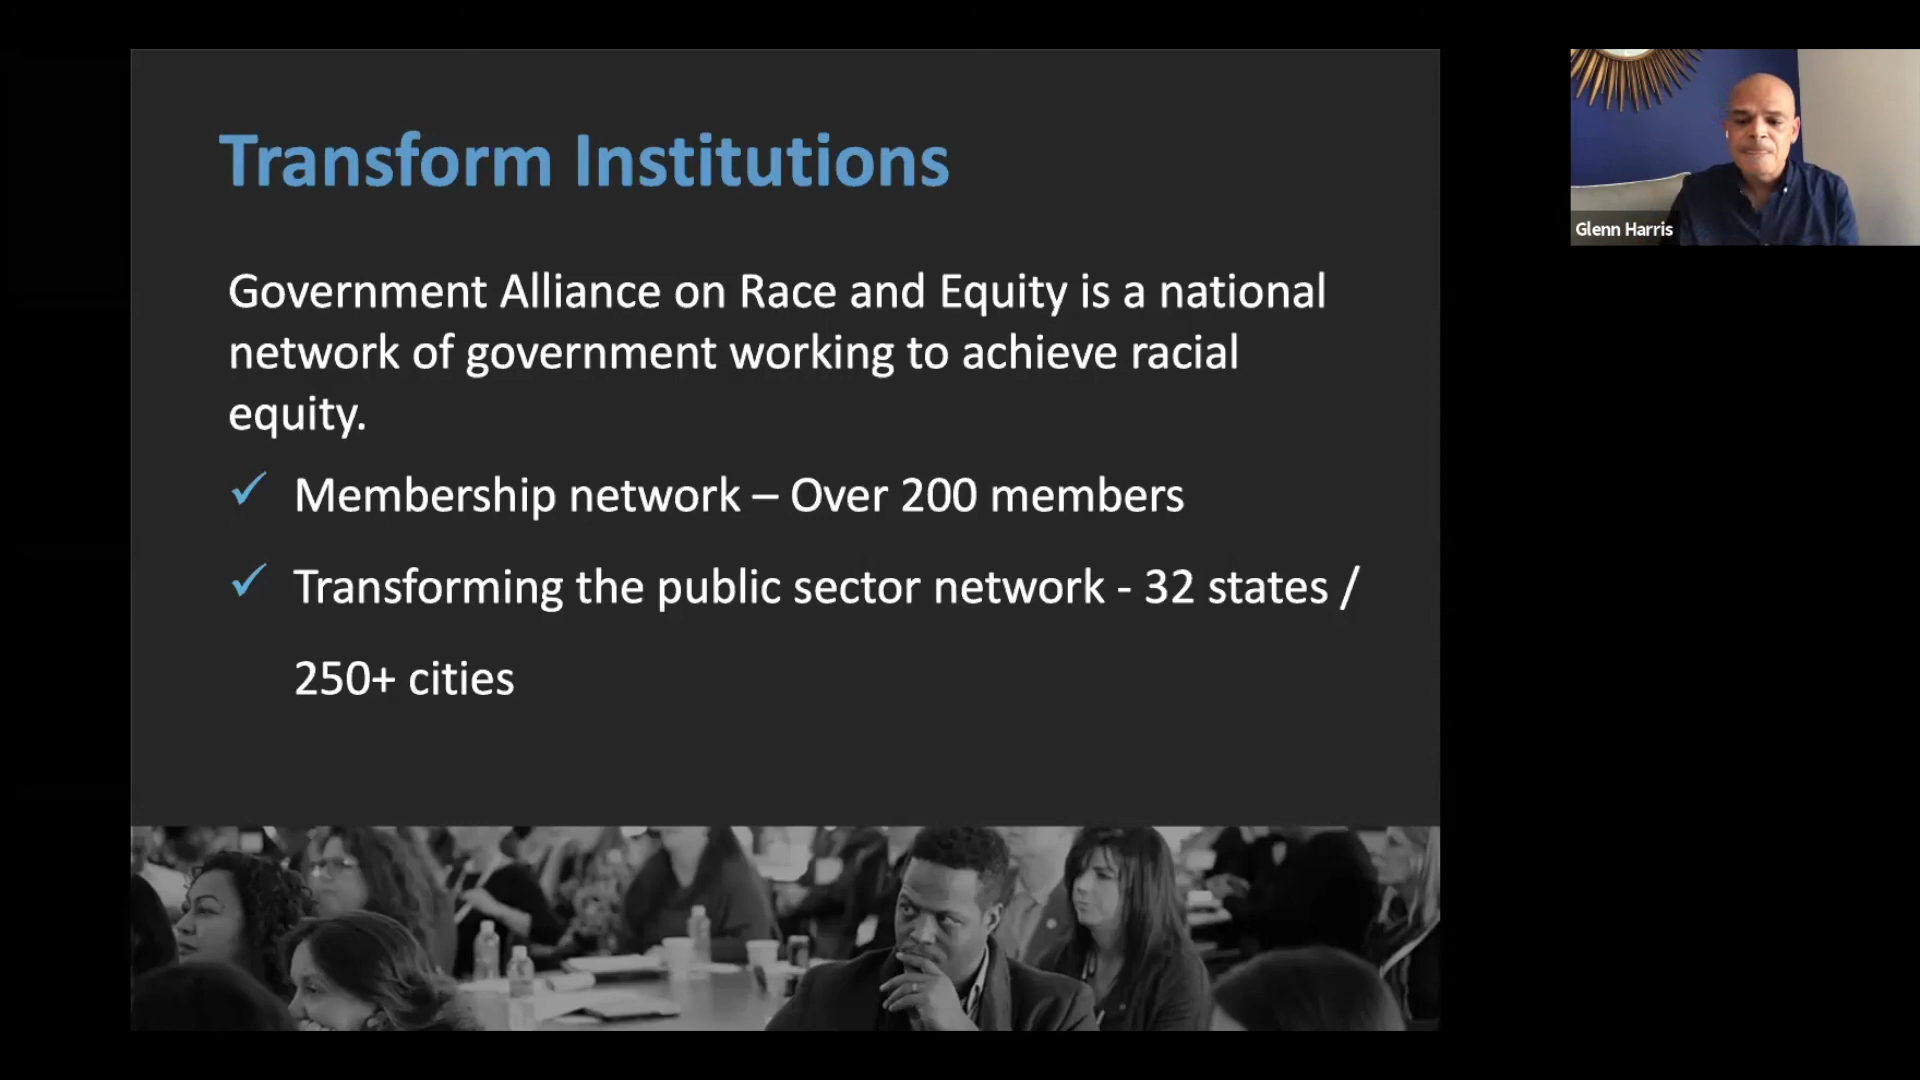 Transform Institutions
Government Alliance on Race and Equity is a national
network of government working to achieve racial
equity.
✓ Membership network – Over 200 members
✓ Transforming the public sector network - 32 states /
250+ cities
Glenn Harris